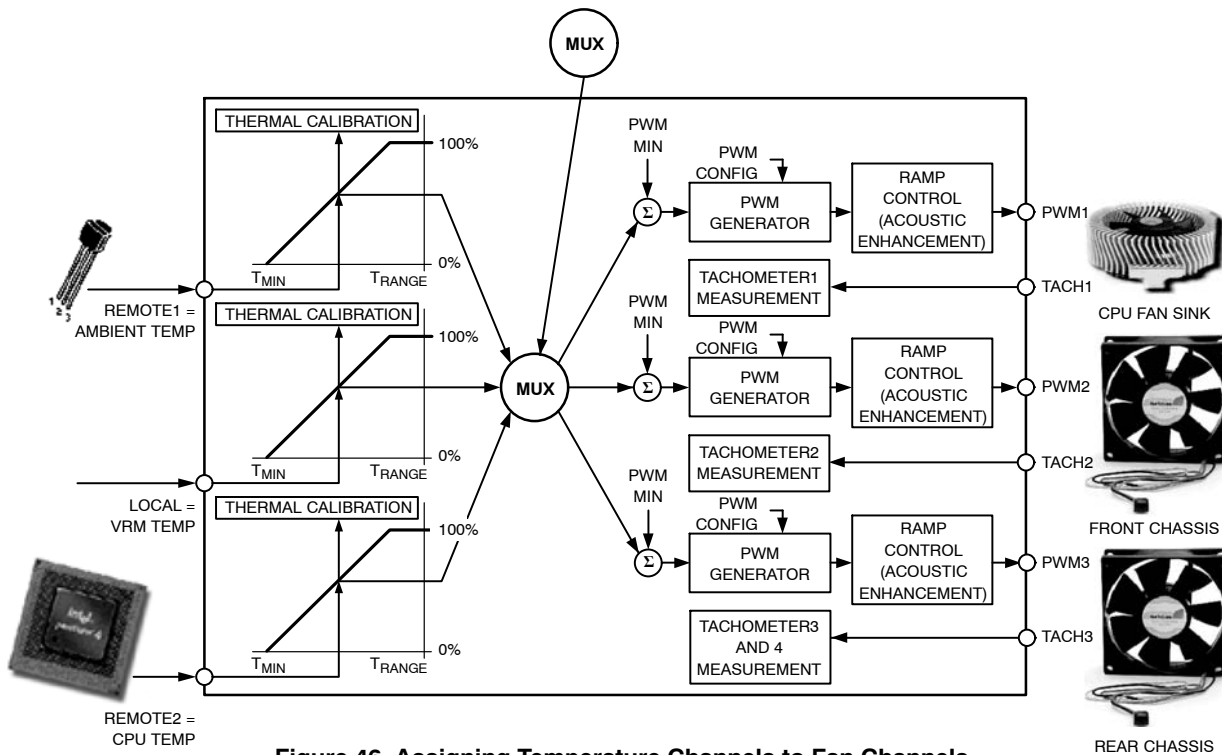 MUX
THERMAL CALIBRATION
100%
0%
TMIN
TRANGE
REMOTE1 =
AMBIENT TEMP
THERMAL CALIBRATION
100%
0%
TMIN
TRANGE
LOCAL =
VRM TEMP
THERMAL CALIBRATION
100%
0%
TMIN
TRANGE
REMOTE2 =
CPU TEMP
1
2
3
intel
MUX
PWM
MIN
Σ
PWM
CONFIG
PWM
GENERATOR
RAMP
CONTROL
(ACOUSTIC
ENHANCEMENT)
PWM1
TACHOMETER1
MEASUREMENT
TACH1
CPU FAN SINK
PWM
MIN
Σ
PWM
CONFIG
PWM
GENERATOR
RAMP
CONTROL
(ACOUSTIC
ENHANCEMENT)
PWM2
TACHOMETER2
MEASUREMENT
TACH2
FRONT CHASSIS
PWM
MIN
Σ
PWM
CONFIG
PWM
GENERATOR
RAMP
CONTROL
(ACOUSTIC
ENHANCEMENT)
PWM3
TACHOMETER3
AND 4
MEASUREMENT
TACH3
REAR CHASSIS
Figure 46. Assigning Temperature Channels to Fan Channels